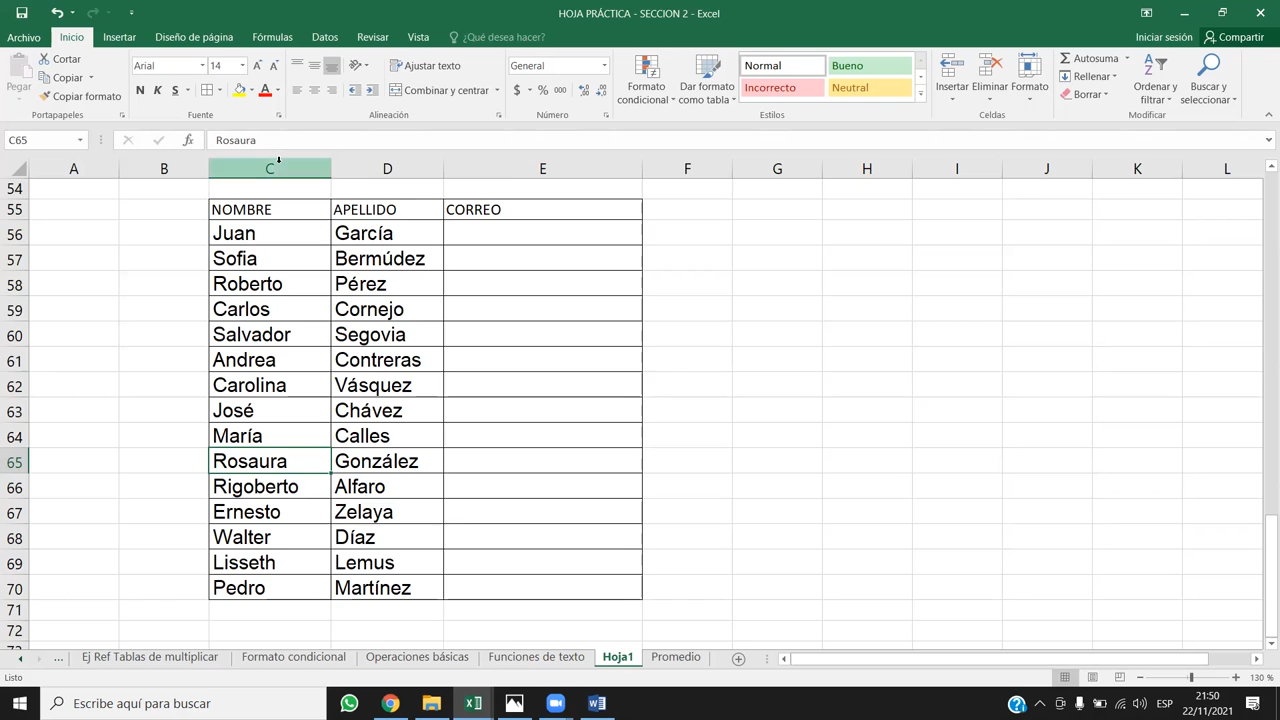 HOJA PRÁCTICA - SECCION 2 - Excel
Archivo Inicio Insertar Diseño de página Fórmulas Datos Revisar Vista ¿Qué desea hacer? Iniciar sesión Compartir
Pegar
Cortar
Copiar
Copiar formato
Portapapeles
Arial 14
N K S
Fuente
Ajustar texto
Combinar y centrar
Alineación
General
$ % 000
Número
Formato condicional
Dar formato como tabla
Normal Bueno
Incorrecto Neutral
Estilos
Insertar Eliminar Formato
Celdas
Autosuma
Rellenar
Borrar
Ordenar y filtrar
Buscar y seleccionar
Modificar
C65 fx Rosaura
A B C D E F G H I J K L
54
55 NOMBRE APELLIDO CORREO
56 Juan García
57 Sofia Bermúdez
58 Roberto Pérez
59 Carlos Cornejo
60 Salvador Segovia
61 Andrea Contreras
62 Carolina Vásquez
63 José Chávez
64 María Calles
65 Rosaura González
66 Rigoberto Alfaro
67 Ernesto Zelaya
68 Walter Díaz
69 Lisseth Lemus
70 Pedro Martínez
71
72
... Ej Ref Tablas de multiplicar Formato condicional Operaciones básicas Funciones de texto Hoja1 Promedio
Listo 130 %
Escribe aquí para buscar ESP 21:50
22/11/2021 5